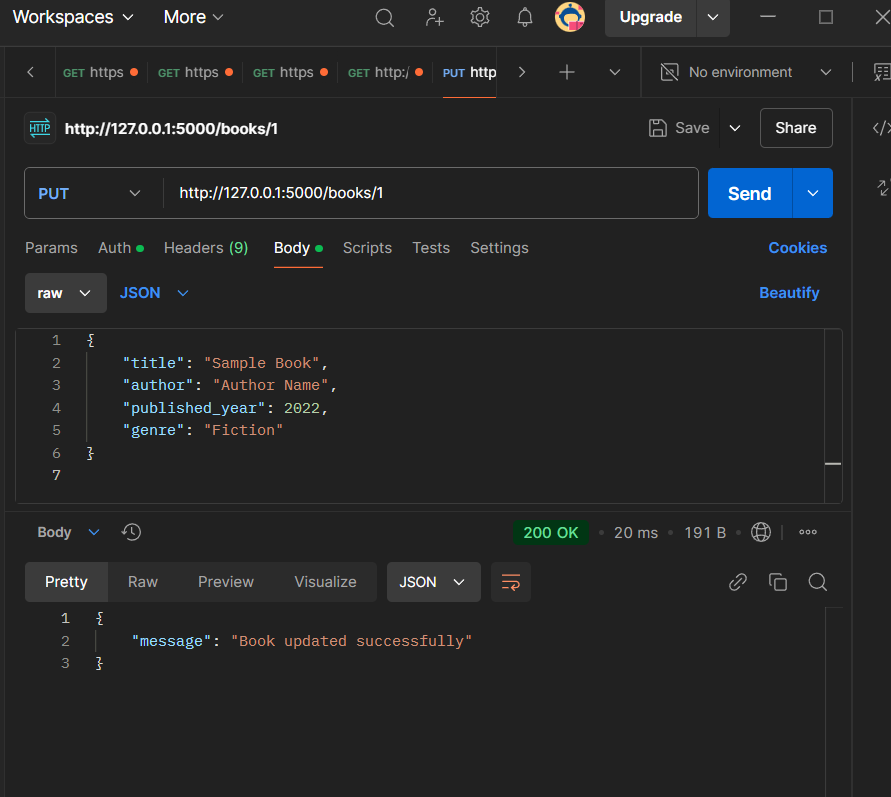 Workspaces More Upgrade
GET https GET https GET https GET http:/ PUT http No environment
HTTP http://127.0.0.1:5000/books/1 Save Share
PUT http://127.0.0.1:5000/books/1 Send
Params Auth Headers (9) Body Scripts Tests Settings Cookies
raw JSON Beautify
1 {
2 "title": "Sample Book",
3 "author": "Author Name",
4 "published_year": 2022,
5 "genre": "Fiction"
6 }
7
Body 200 OK • 20 ms • 191 B •
Pretty Raw Preview Visualize JSON
1 {
2 "message": "Book updated successfully"
3 }